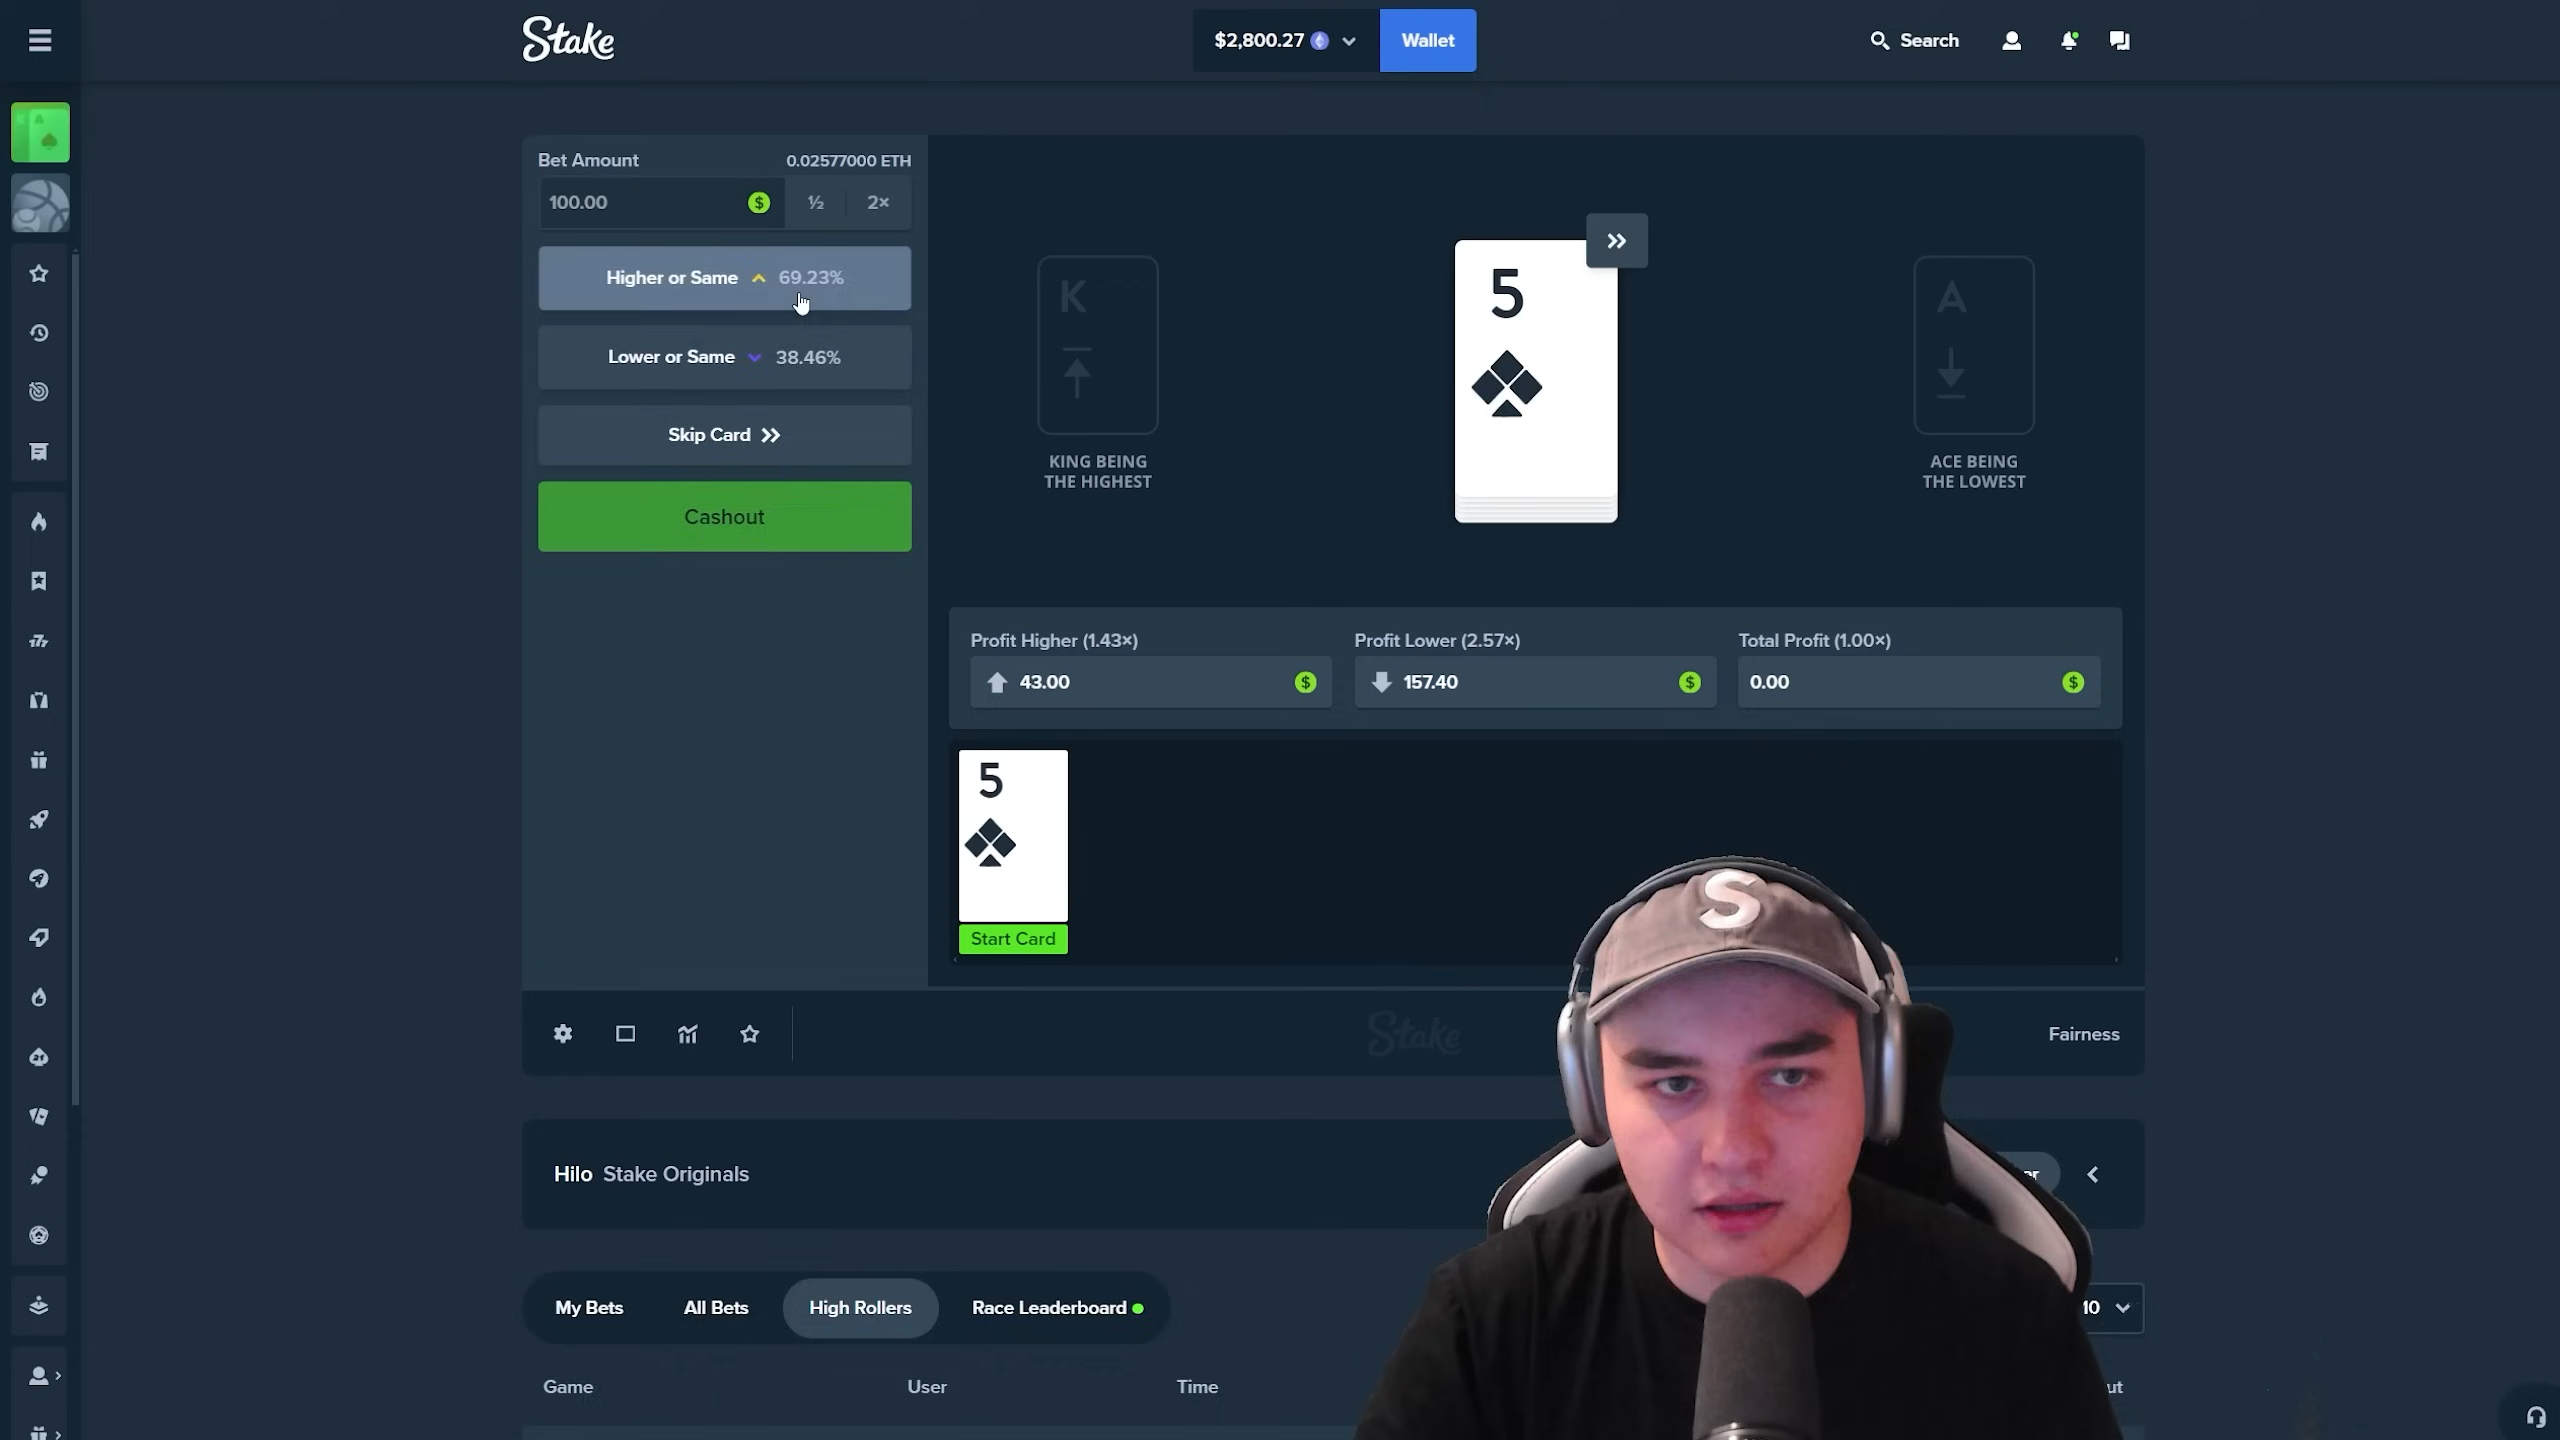 Stake
$2,800.27
Wallet
Search
Bet Amount
0.02577000 ETH
100.00
$
½
2×
Higher or Same 69.23%
Lower or Same 38.46%
Skip Card
Cashout
K
KING BEING
THE HIGHEST
5
A
ACE BEING
THE LOWEST
Profit Higher (1.43×)
43.00
$
Profit Lower (2.57×)
157.40
$
Total Profit (1.00×)
0.00
$
5
Start Card
Stake
Fairness
Hilo Stake Originals
My Bets
All Bets
High Rollers
Race Leaderboard
10
Game
User
Time
S